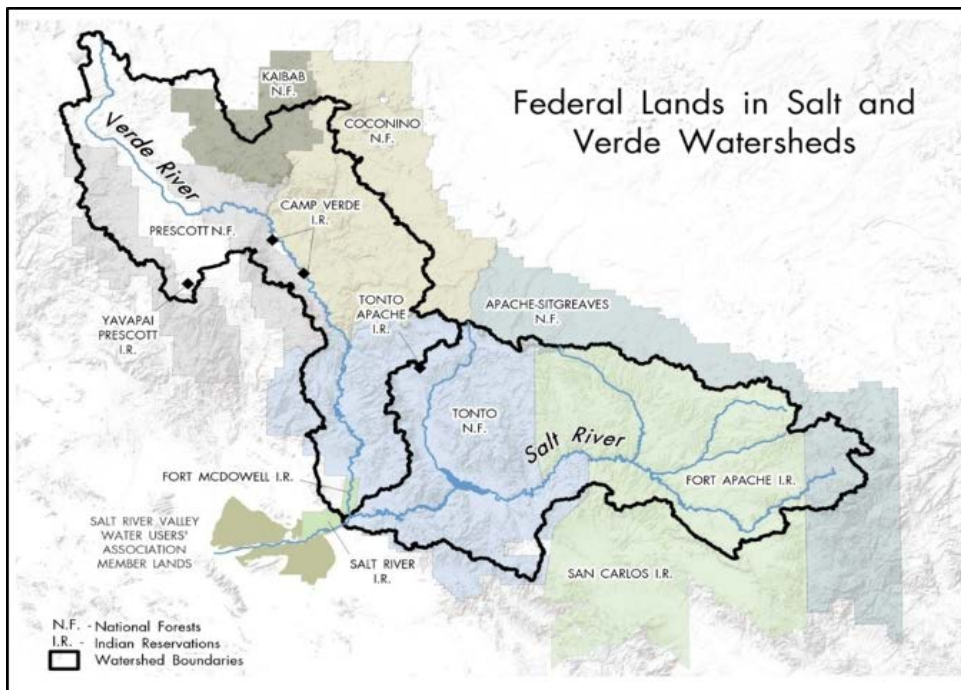 Federal Lands in Salt and
Verde Watersheds
KAIBAB
N.F.
COCONINO
N.F.
Verde River
CAMP VERDE
I.R.
PRESCOTT N.F.
TONTO
APACHE
I.R.
APACHE-SITGREAVES
N.F.
YAVAPAI
PRESCOTT
I.R.
TONTO
N.F.
Salt River
FORT MCDOWELL I.R.
FORT APACHE I.R.
SALT RIVER VALLEY
WATER USERS'
ASSOCIATION
MEMBER LANDS
SALT RIVER
I.R.
SAN CARLOS I.R.
N.F. - National Forests
I.R. - Indian Reservations
Watershed Boundaries